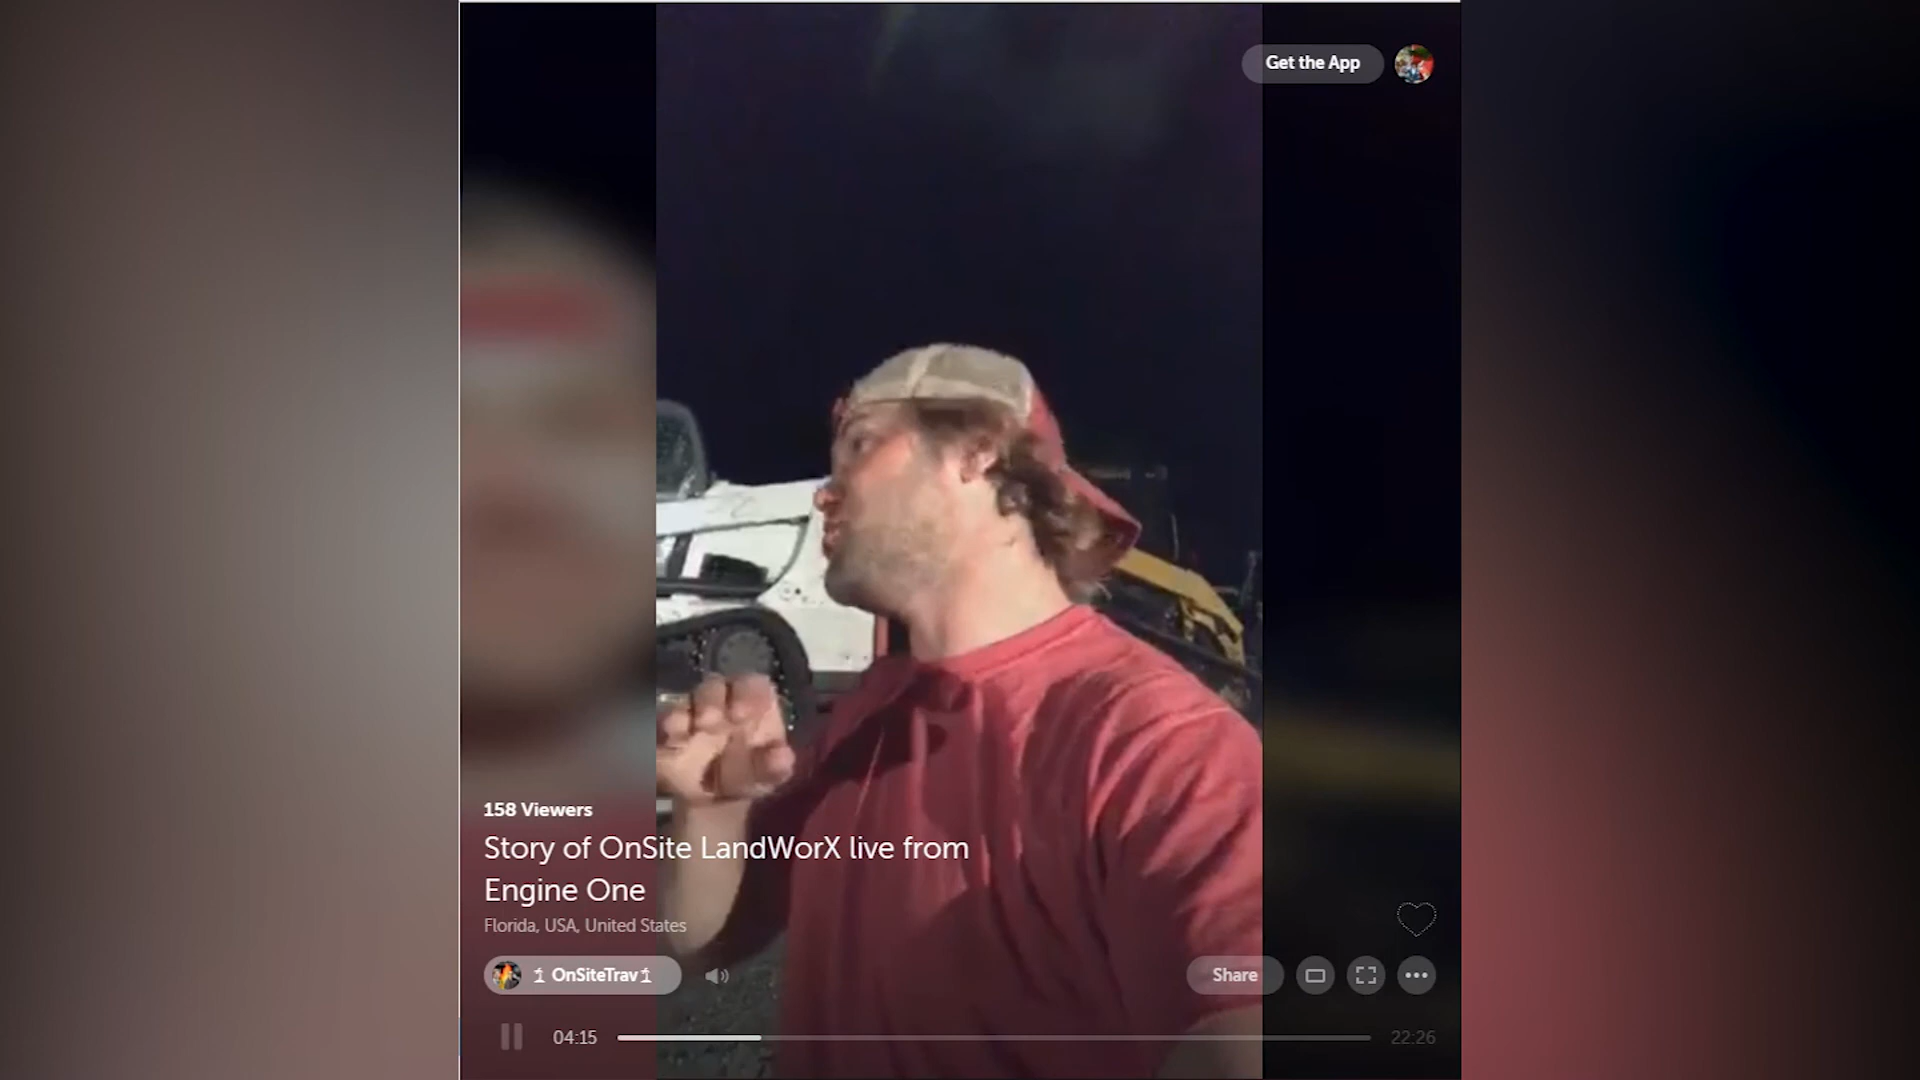 Get the App
158 Viewers
Story of OnSite LandWorX live from
Engine One
Florida, USA, United States
OnSiteTrav
Share
04:15
22:26